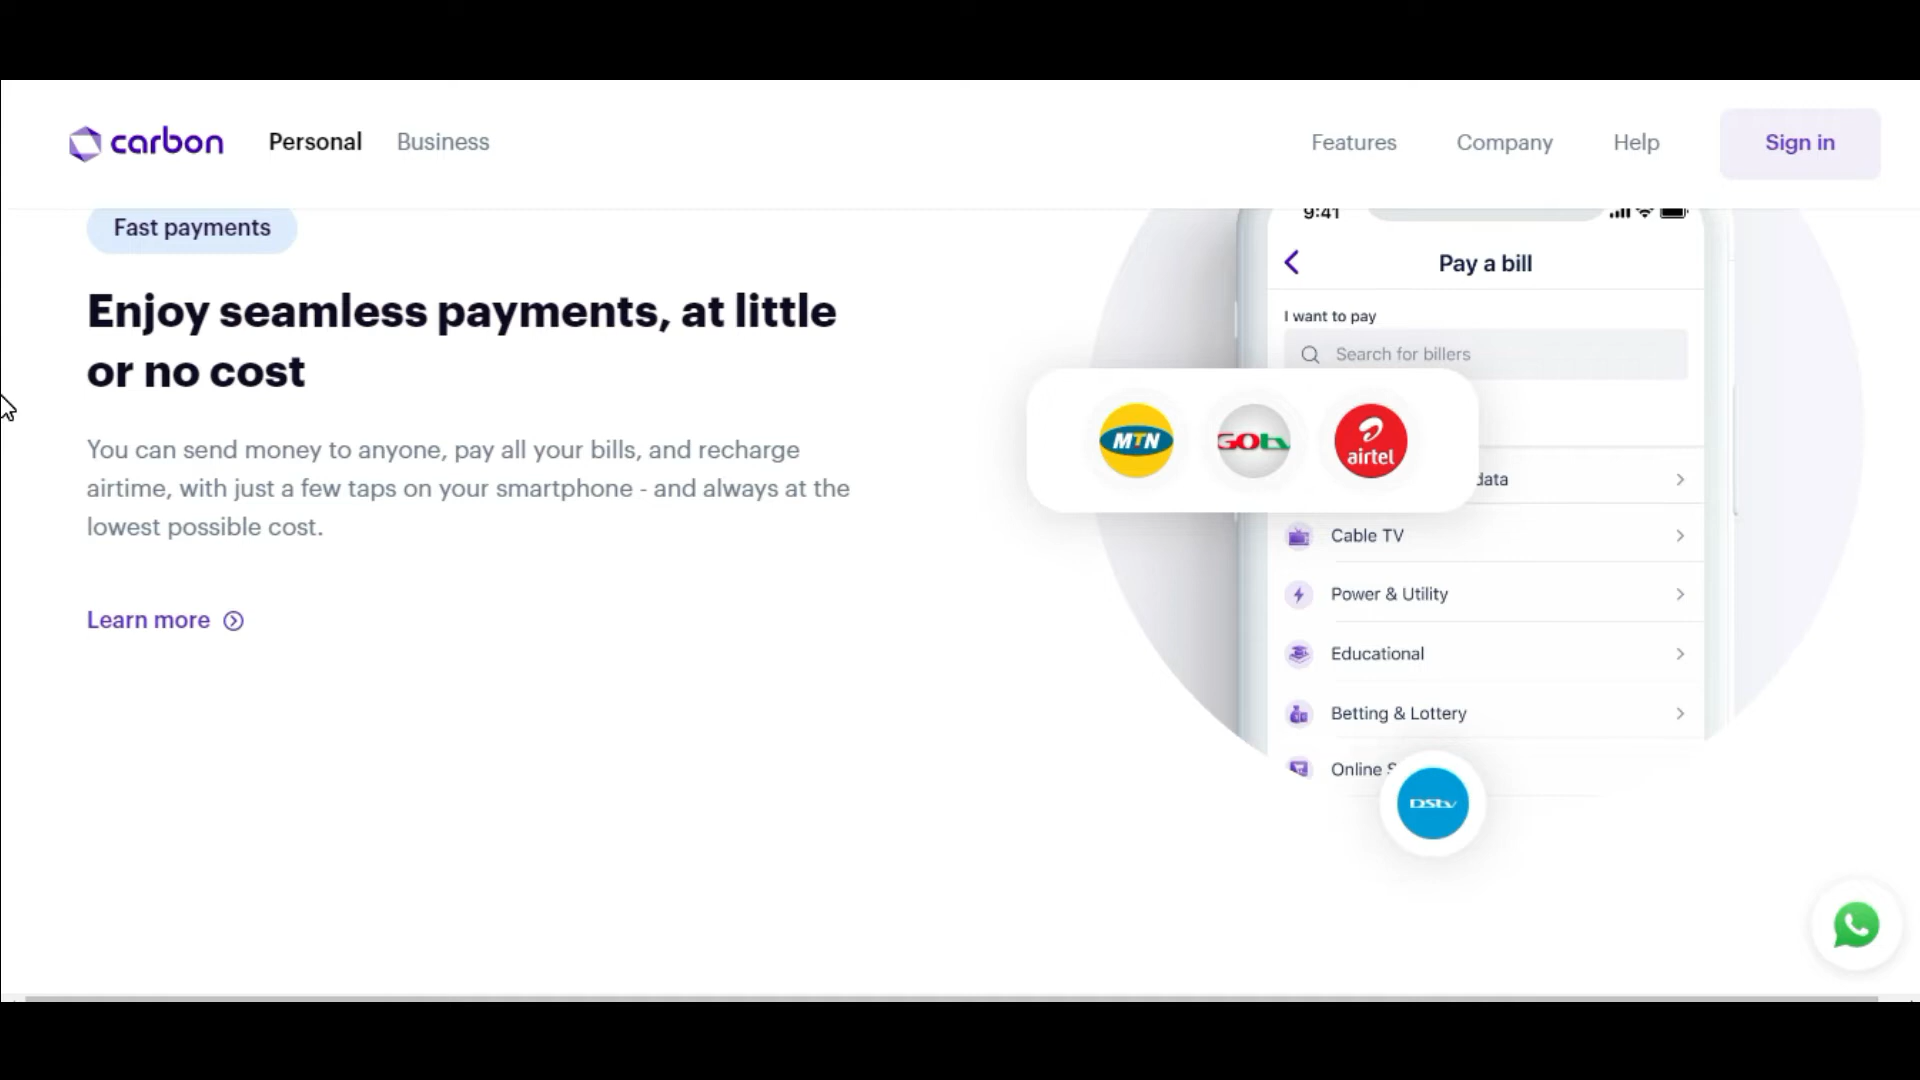 carbon
Personal
Business
Features
Company
Help
Sign in
Fast payments
Enjoy seamless payments, at little
or no cost
You can send money to anyone, pay all your bills, and recharge
airtime, with just a few taps on your smartphone - and always at the
lowest possible cost.
Learn more
9:41
Pay a bill
I want to pay
Search for billers
MTN
GOtv
airtel
data
Cable TV
Power & Utility
Educational
Betting & Lottery
Online
DStv